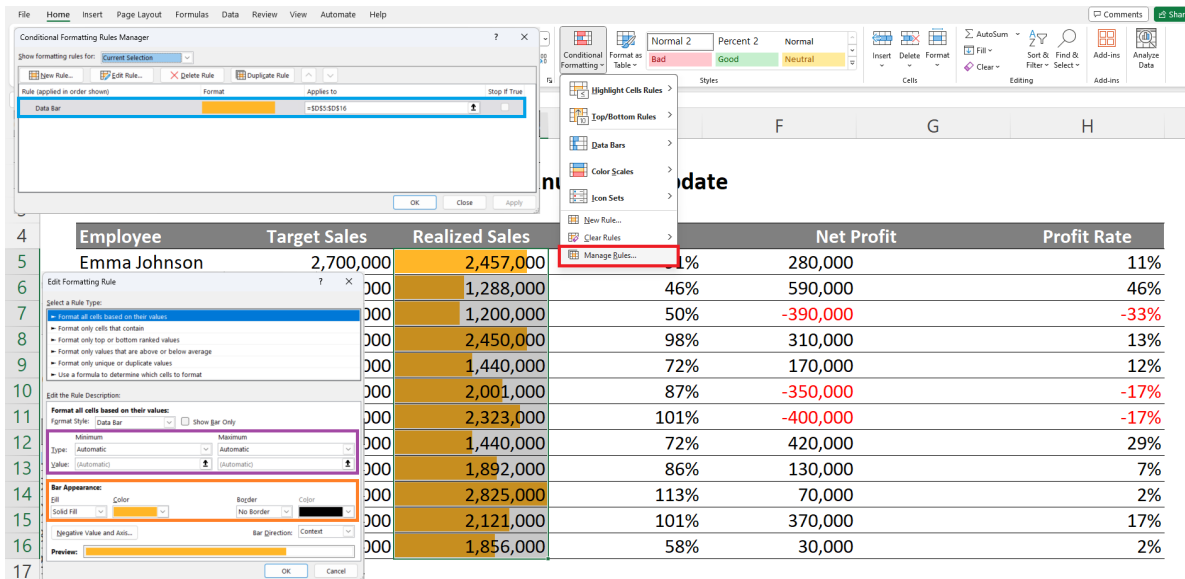 File Home Insert Page Layout Formulas Data Review View Automate Help
Comments
Conditional Formatting Rules Manager ? ×
Show formatting rules for: Current Selection
New Rule... Edit Rule... Delete Rule Duplicate Rule
Rule (applied in order shown) Format Applies to Stop If True
Data Bar =$D$5:$D$16
OK Close Apply
Conditional Formatting
Format as Table
Normal 2 Percent 2 Normal
Bad Good Neutral
Styles
Insert Delete Format
Cells
AutoSum
Fill
Clear
Sort & Filter
Find & Select
Editing
Add-ins
Add-ins
Analyze Data
Highlight Cells Rules
Top/Bottom Rules
Data Bars
Color Scales
Icon Sets
New Rule...
Clear Rules
Manage Rules...
F G H
4 Employee Target Sales Realized Sales Net Profit Profit Rate
5 Emma Johnson 2,700,000 2,457,000 280,000 11%
6 1,288,000 46% 590,000 46%
7 1,200,000 50% -390,000 -33%
8 2,450,000 98% 310,000 13%
9 1,440,000 72% 170,000 12%
10 2,001,000 87% -350,000 -17%
11 2,323,000 101% -400,000 -17%
12 1,440,000 72% 420,000 29%
13 1,892,000 86% 130,000 7%
14 2,825,000 113% 70,000 2%
15 2,121,000 101% 370,000 17%
16 1,856,000 58% 30,000 2%
17
Edit Formatting Rule ? ×
Select a Rule Type:
► Format all cells based on their values
► Format only cells that contain
► Format only top or bottom ranked values
► Format only values that are above or below average
► Format only unique or duplicate values
► Use a formula to determine which cells to format
Edit the Rule Description:
Format all cells based on their values:
Format Style: Data Bar Show Bar Only
Minimum Maximum
Type: Automatic Automatic
Value: (Automatic) (Automatic)
Bar Appearance:
Fill Color Border Color
Solid Fill No Border
Negative Value and Axis... Bar Direction: Context
Preview:
OK Cancel